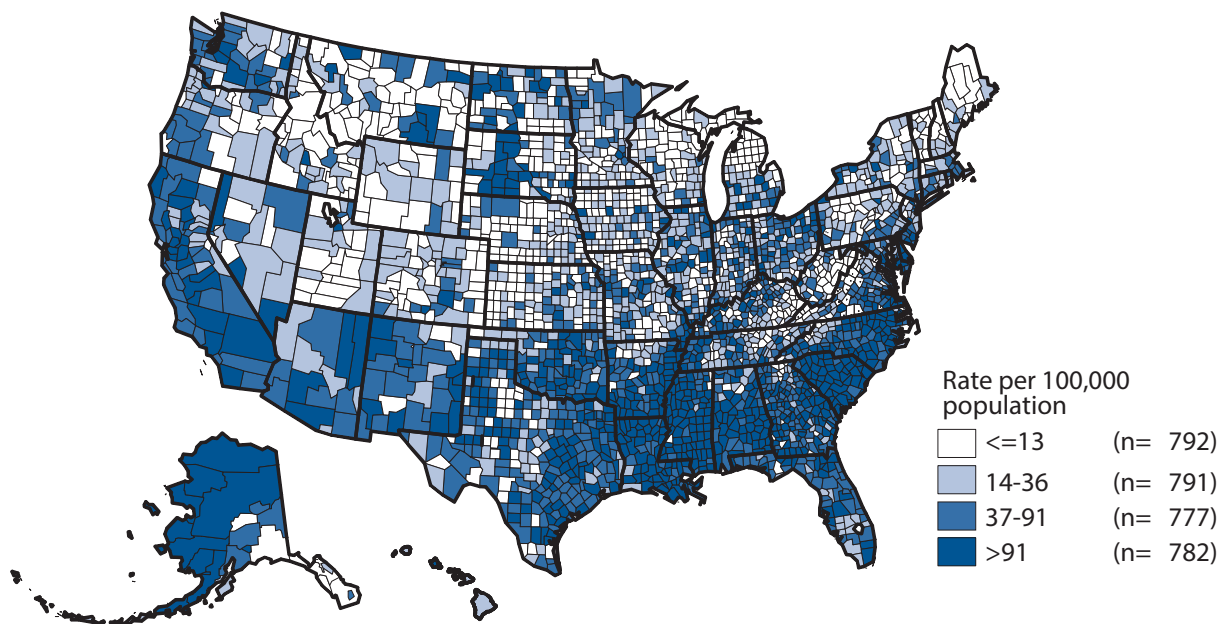 Rate per 100,000
population
<=13 (n= 792)
14-36 (n= 791)
37-91 (n= 777)
>91 (n= 782)